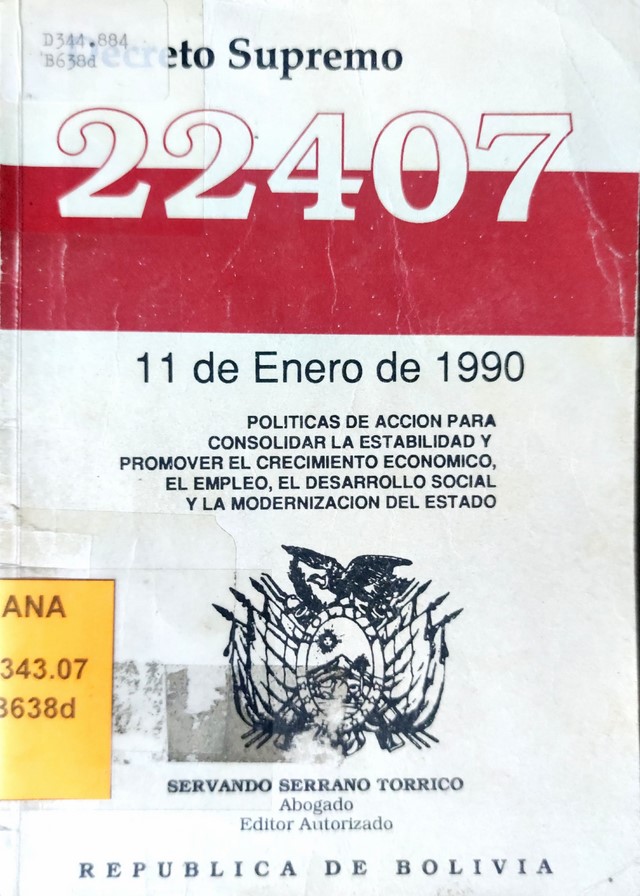 D344.884
B638d
Decreto Supremo
22407
11 de Enero de 1990
POLITICAS DE ACCION PARA
CONSOLIDAR LA ESTABILIDAD Y
PROMOVER EL CRECIMIENTO ECONOMICO,
EL EMPLEO, EL DESARROLLO SOCIAL
Y LA MODERNIZACION DEL ESTADO
ANA
343.07
B638d
SERVANDO SERRANO TORRICO
Abogado
Editor Autorizado
REPUBLICA DE BOLIVIA